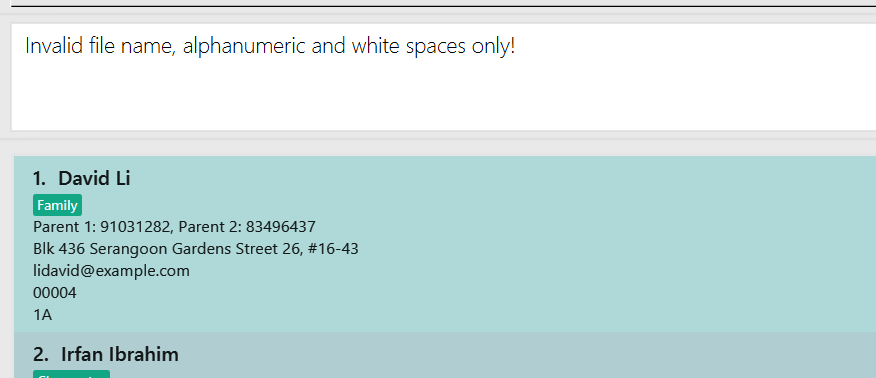 Invalid file name, alphanumeric and white spaces only!
1. David Li
Family
Parent 1: 91031282, Parent 2: 83496437
Blk 436 Serangoon Gardens Street 26, #16-43
lidavid@example.com
00004
1A
2. Irfan Ibrahim